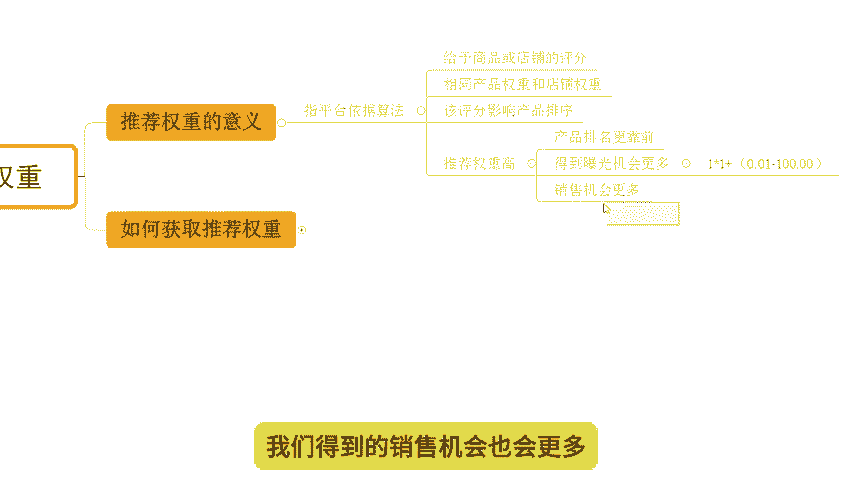 权重
推荐权重的意义
指平台依据算法
给予商品或店铺的评分
相同产品权重和店铺权重
该评分影响产品排序
推荐权重高
产品排名更靠前
得到曝光机会更多
1*1+（0.01-100.00）
销售机会更多
如何获取推荐权重
我们得到的销售机会也会更多